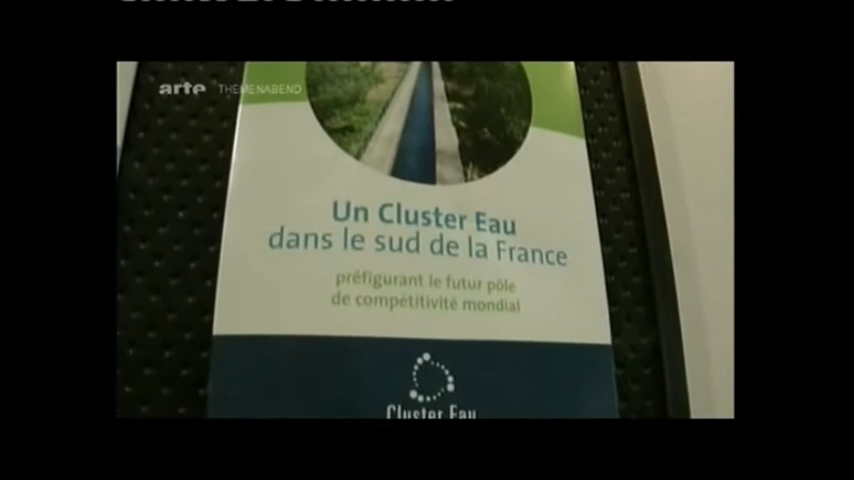 arte THEMENABEND
Un Cluster Eau
dans le sud de la France
préfigurant le futur pôle
de compétitivité mondial
Cluster Eau